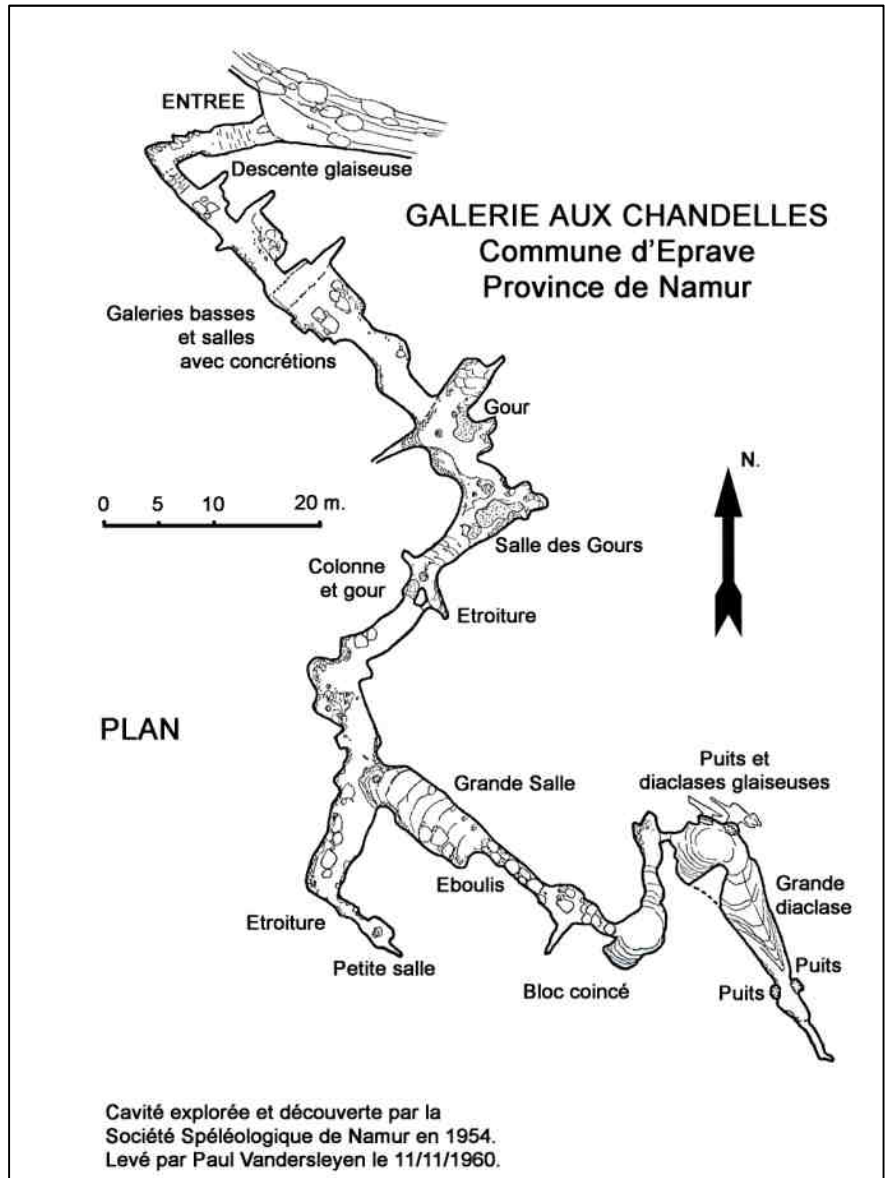 ENTREE
Descente glaiseuse
GALERIE AUX CHANDELLES
Commune d'Eprave
Province de Namur
Galeries basses
et salles
avec concrétions
Gour
N.
0 5 10 20 m.
Salle des Gours
Colonne
et gour
Etroiture
PLAN
Puits et
diaclases glaiseuses
Grande Salle
Eboulis
Grande
diaclase
Etroiture
Petite salle
Bloc coincé
Puits
Puits
Cavité explorée et découverte par la
Société Spéléologique de Namur en 1954.
Levé par Paul Vandersleyen le 11/11/1960.